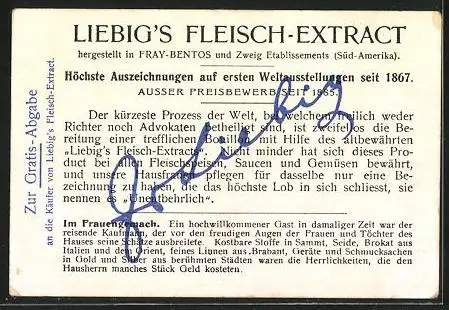 LIEBIG'S FLEISCH-EXTRACT
hergestellt in FRAY-BENTOS und Zweig Etablissements (Süd-Amerika).
Höchste Auszeichnungen auf ersten Weltausstellungen seit 1867.
AUSSER PREISBEWERB SEIT 1885.
Der kürzeste Prozess der Welt, bei welchem freilich weder
Richter noch Advokaten betheiligt sind, ist zweifellos die Be-
reitung einer trefflichen Bouillon mit Hilfe des altbewährten
„Liebig's Fleisch-Extracts". Nicht minder hat sich dieses Pro-
duct bei allen Fleischspeisen, Saucen und Gemüsen bewährt,
und unsere Hausfrauen pflegen für dasselbe nur eine Be-
zeichnung zu haben, die das höchste Lob in sich schliesst, sie
nennen es "Unentbehrlich".
Im Frauengemach. Ein hochwillkommener Gast in damaliger Zeit war der
reisende Kaufmann, der vor den freudigen Augen der Frauen und Töchter des
Hauses seine Schätze ausbreitete. Kostbare Stoffe in Sammt, Seide, Brokat aus
Italien und dem Orient, feines Linnen aus Brabant, Geräte und Schmucksachen
in Gold und Silber aus berühmten Städten waren die Herrlichkeiten, die den
Hausherrn manches Stück Geld kosteten.
Zur Gratis-Abgabe
an die Käufer von Liebig's Fleisch-Extract.
J v Liebig